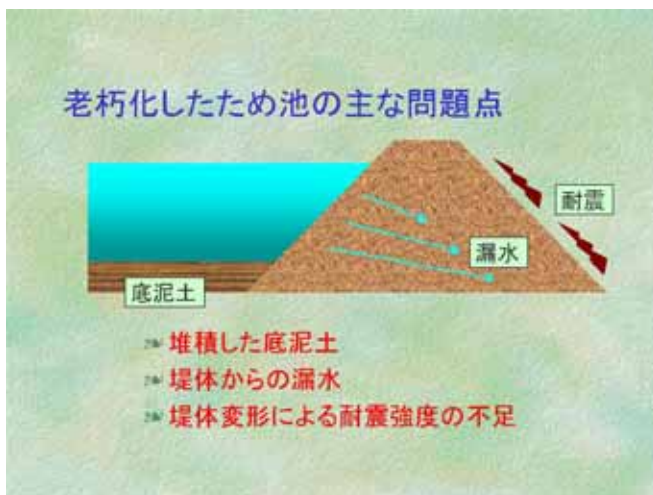 老朽化したため池の主な問題点
耐震
漏水
底泥土
堆積した底泥土
堤体からの漏水
堤体変形による耐震強度の不足